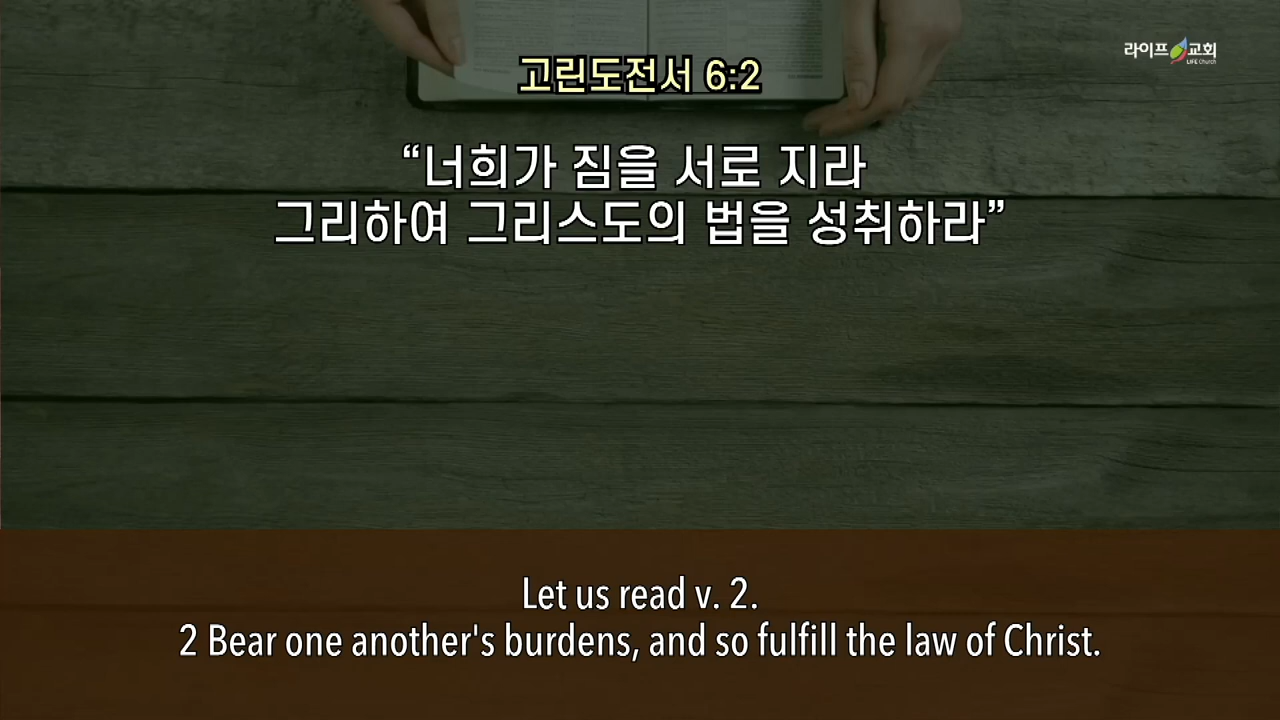 라이프교회
LIFE Church
고린도전서 6:2
“너희가 짐을 서로 지라
그리하여 그리스도의 법을 성취하라”
Let us read v. 2.
2 Bear one another's burdens, and so fulfill the law of Christ.